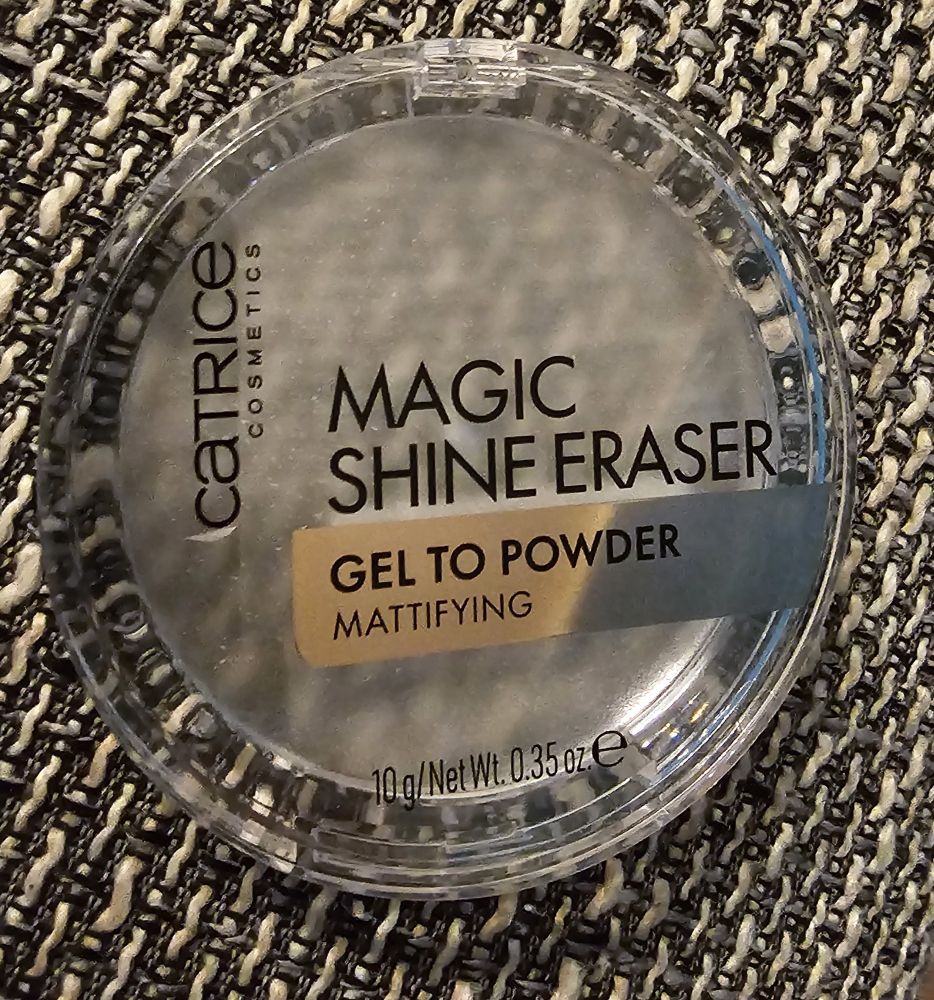 CATRICE
COSMETICS
MAGIC
SHINE ERASER
GEL TO POWDER
MATTIFYING
10 g/Net Wt. 0.35 oz. ℮